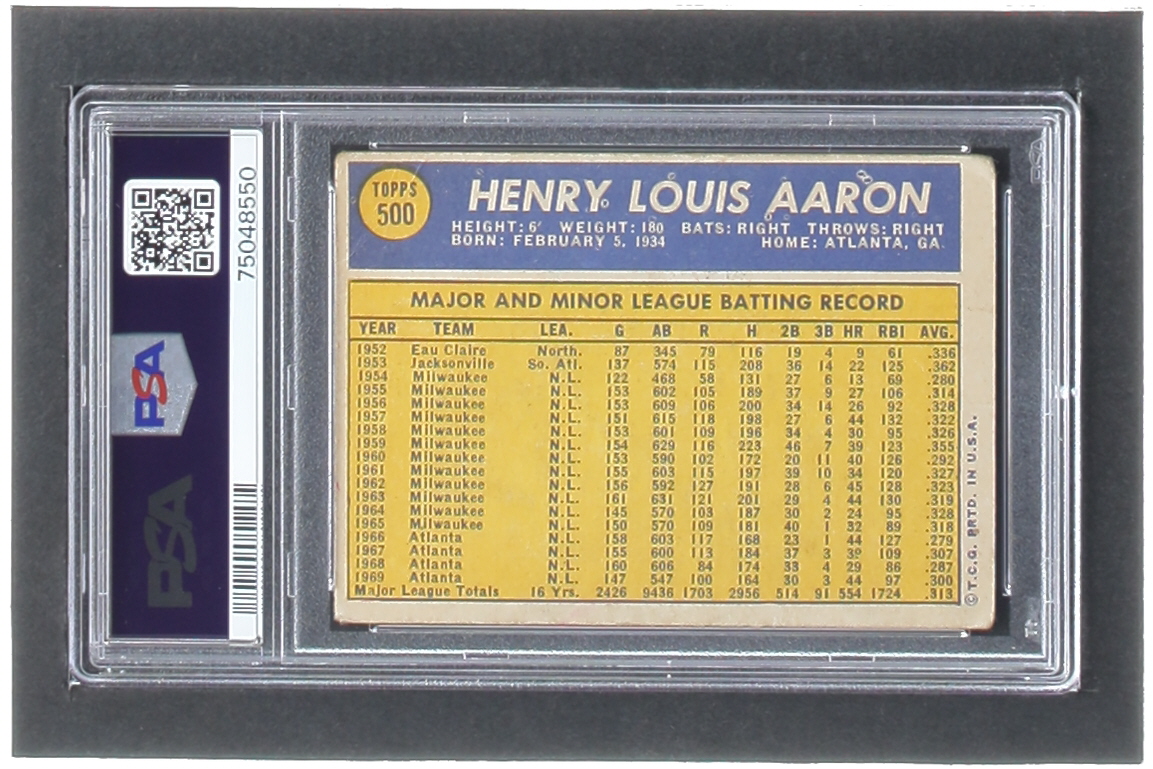 75048550
PSA
PSA
TOPPS
500
HENRY LOUIS AARON
HEIGHT: 6' WEIGHT: 180 BATS: RIGHT THROWS: RIGHT
BORN: FEBRUARY 5, 1934 HOME: ATLANTA, GA.
MAJOR AND MINOR LEAGUE BATTING RECORD
YEAR TEAM LEA. G AB R H 2B 3B HR RBI AVG.
1952 Eau Claire North. 87 345 79 116 19 4 9 61 .336
1953 Jacksonville So. Atl. 137 574 115 208 36 14 22 125 .362
1954 Milwaukee N.L. 122 468 58 131 27 6 13 69 .280
1955 Milwaukee N.L. 153 602 105 189 37 9 27 106 .314
1956 Milwaukee N.L. 153 609 106 200 34 14 26 92 .328
1957 Milwaukee N.L. 151 615 118 198 27 6 44 132 .322
1958 Milwaukee N.L. 153 601 109 196 34 4 30 95 .326
1959 Milwaukee N.L. 154 629 116 223 46 7 39 123 .355
1960 Milwaukee N.L. 153 590 102 172 20 11 40 126 .292
1961 Milwaukee N.L. 155 603 115 197 39 10 34 120 .327
1962 Milwaukee N.L. 156 592 127 191 28 6 45 128 .323
1963 Milwaukee N.L. 161 631 121 201 29 4 44 130 .319
1964 Milwaukee N.L. 145 570 103 187 30 2 24 95 .328
1965 Milwaukee N.L. 150 570 109 181 40 1 32 89 .318
1966 Atlanta N.L. 158 603 117 168 23 1 44 127 .279
1967 Atlanta N.L. 155 600 113 184 37 3 39 109 .307
1968 Atlanta N.L. 160 606 84 174 33 4 29 86 .287
1969 Atlanta N.L. 147 547 100 164 30 3 44 97 .300
Major League Totals 16 Yrs. 2426 9436 1703 2956 514 91 554 1724 .313
©T.C.G. PRTD. IN U.S.A.